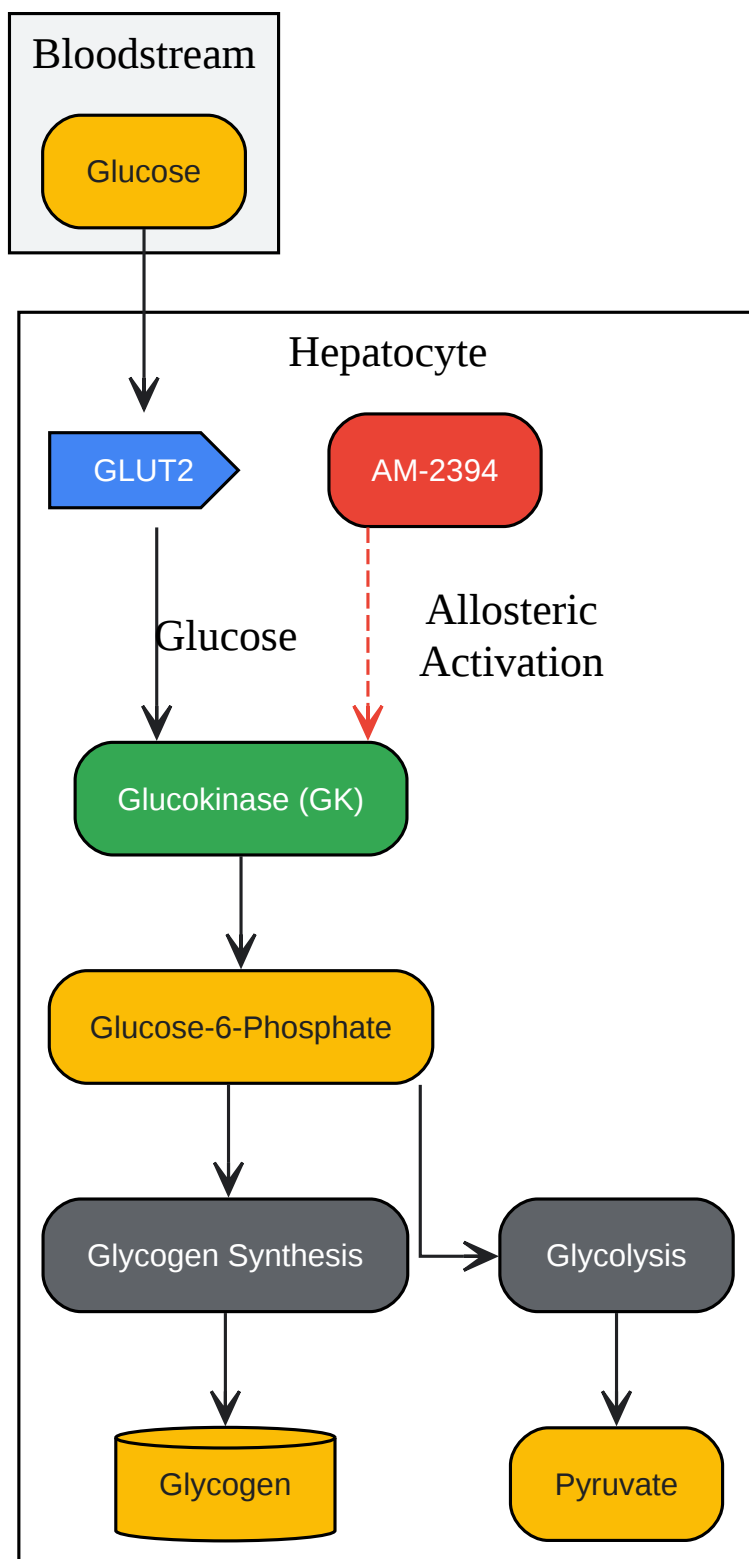 Bloodstream
Glucose
Hepatocyte
GLUT2
AM-2394
Glucose
Allosteric
Activation
Glucokinase (GK)
Glucose-6-Phosphate
Glycogen Synthesis
Glycolysis
Glycogen
Pyruvate